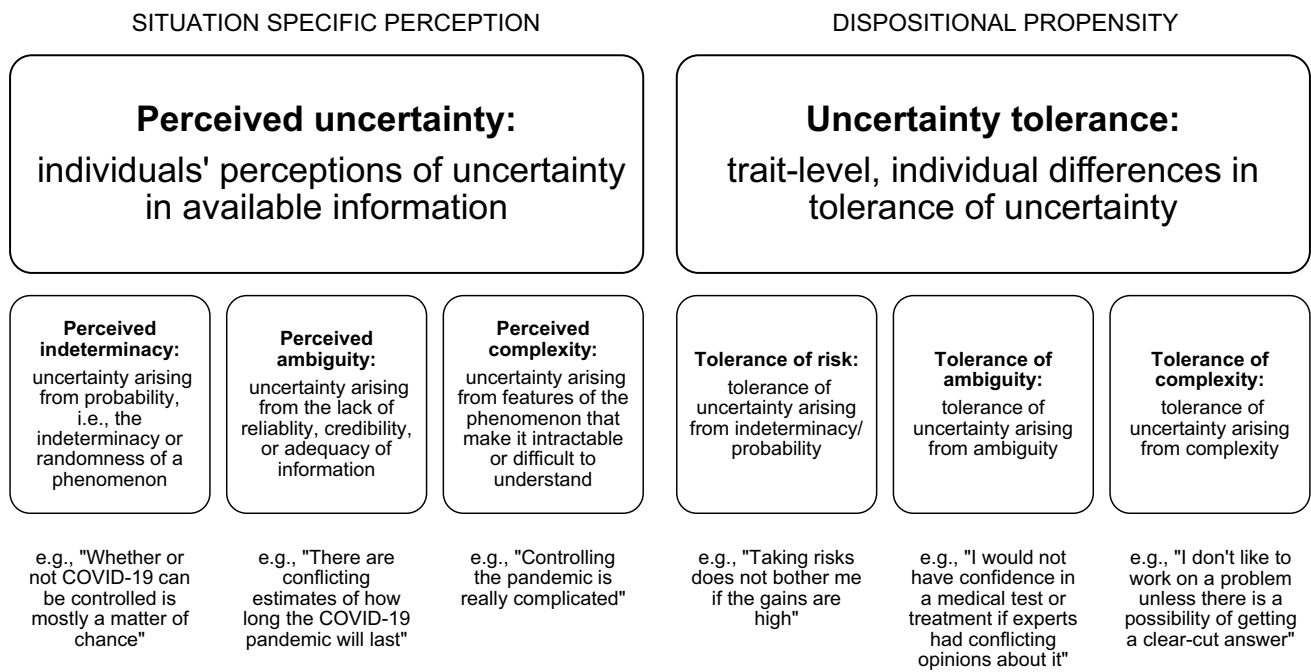 SITUATION SPECIFIC PERCEPTION
DISPOSITIONAL PROPENSITY
Perceived uncertainty:
individuals' perceptions of uncertainty
in available information
Uncertainty tolerance:
trait-level, individual differences in
tolerance of uncertainty
Perceived
indeterminacy:
uncertainty arising
from probability,
i.e., the
indeterminacy or
randomness of a
phenomenon
Perceived
ambiguity:
uncertainty arising
from the lack of
reliablity, credibility,
or adequacy of
information
Perceived
complexity:
uncertainty arising
from features of the
phenomenon that
make it intractable
or difficult to
understand
Tolerance of risk:
tolerance of
uncertainty arising
from indeterminacy/
probability
Tolerance of
ambiguity:
tolerance of
uncertainty arising
from ambiguity
Tolerance of
complexity:
tolerance of
uncertainty arising
from complexity
e.g., "Whether or
not COVID-19 can
be controlled is
mostly a matter of
chance"
e.g., "There are
conflicting
estimates of how
long the COVID-19
pandemic will last"
e.g., "Controlling
the pandemic is
really complicated"
e.g., "Taking risks
does not bother me
if the gains are
high"
e.g., "I would not
have confidence in
a medical test or
treatment if experts
had conflicting
opinions about it"
e.g., "I don't like to
work on a problem
unless there is a
possibility of getting
a clear-cut answer"